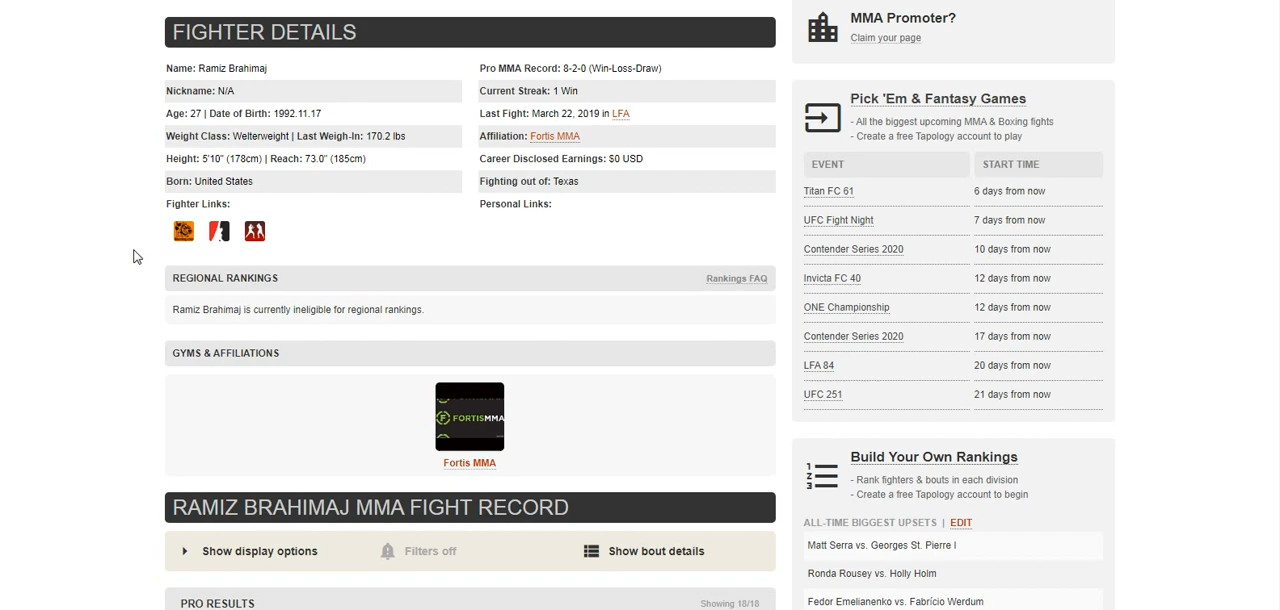 FIGHTER DETAILS
Name: Ramiz Brahimaj
Nickname: N/A
Age: 27 | Date of Birth: 1992.11.17
Weight Class: Welterweight | Last Weigh-In: 170.2 lbs
Height: 5'10" (178cm) | Reach: 73.0" (185cm)
Born: United States
Fighter Links:
Pro MMA Record: 8-2-0 (Win-Loss-Draw)
Current Streak: 1 Win
Last Fight: March 22, 2019 in LFA
Affiliation: Fortis MMA
Career Disclosed Earnings: $0 USD
Fighting out of: Texas
Personal Links:
REGIONAL RANKINGS
Rankings FAQ
Ramiz Brahimaj is currently ineligible for regional rankings.
GYMS & AFFILIATIONS
FORTISMMA
Fortis MMA
RAMIZ BRAHIMAJ MMA FIGHT RECORD
Show display options
Filters off
Show bout details
PRO RESULTS
Showing 18/18
MMA Promoter?
Claim your page
Pick 'Em & Fantasy Games
- All the biggest upcoming MMA & Boxing fights
- Create a free Tapology account to play
EVENT START TIME
Titan FC 61 6 days from now
UFC Fight Night 7 days from now
Contender Series 2020 10 days from now
Invicta FC 40 12 days from now
ONE Championship 12 days from now
Contender Series 2020 17 days from now
LFA 84 20 days from now
UFC 251 21 days from now
Build Your Own Rankings
- Rank fighters & bouts in each division
- Create a free Tapology account to begin
ALL-TIME BIGGEST UPSETS | EDIT
Matt Serra vs. Georges St. Pierre I
Ronda Rousey vs. Holly Holm
Fedor Emelianenko vs. Fabrício Werdum